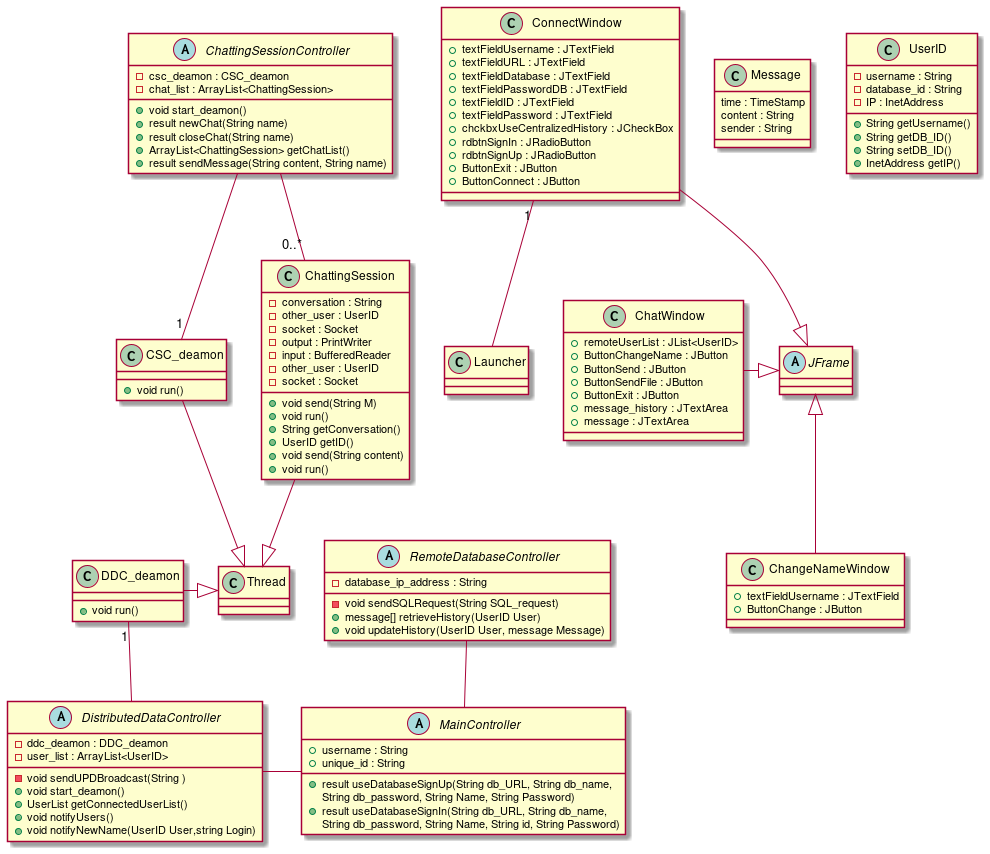 A ChattingSessionController
csc_deamon : CSC_deamon
chat_list : ArrayList<ChattingSession>
void start_deamon()
result newChat(String name)
result closeChat(String name)
ArrayList<ChattingSession> getChatList()
result sendMessage(String content, String name)
C ConnectWindow
textFieldUsername : JTextField
textFieldURL : JTextField
textFieldDatabase : JTextField
textFieldPasswordDB : JTextField
textFieldID : JTextField
textFieldPassword : JTextField
chckbxUseCentralizedHistory : JCheckBox
rdbtnSignIn : JRadioButton
rdbtnSignUp : JRadioButton
ButtonExit : JButton
ButtonConnect : JButton
C Message
time : TimeStamp
content : String
sender : String
C UserID
username : String
database_id : String
IP : InetAddress
String getUsername()
String getDB_ID()
String setDB_ID()
InetAddress getIP()
1
0..*
1
C CSC_deamon
void run()
C ChattingSession
conversation : String
other_user : UserID
socket : Socket
output : PrintWriter
input : BufferedReader
other_user : UserID
socket : Socket
void send(String M)
void run()
String getConversation()
UserID getID()
void send(String content)
void run()
C Launcher
C ChatWindow
remoteUserList : JList<UserID>
ButtonChangeName : JButton
ButtonSend : JButton
ButtonSendFile : JButton
ButtonExit : JButton
message_history : JTextArea
message : JTextArea
A JFrame
C DDC_deamon
void run()
1
C Thread
A RemoteDatabaseController
database_ip_address : String
void sendSQLRequest(String SQL_request)
message[] retrieveHistory(UserID User)
void updateHistory(UserID User, message Message)
C ChangeNameWindow
textFieldUsername : JTextField
ButtonChange : JButton
A DistributedDataController
ddc_deamon : DDC_deamon
user_list : ArrayList<UserID>
void sendUPDBroadcast(String )
void start_deamon()
UserList getConnectedUserList()
void notifyUsers()
void notifyNewName(UserID User,string Login)
A MainController
username : String
unique_id : String
result useDatabaseSignUp(String db_URL, String db_name,
String db_password, String Name, String Password)
result useDatabaseSignIn(String db_URL, String db_name,
String db_password, String Name, String id, String Password)